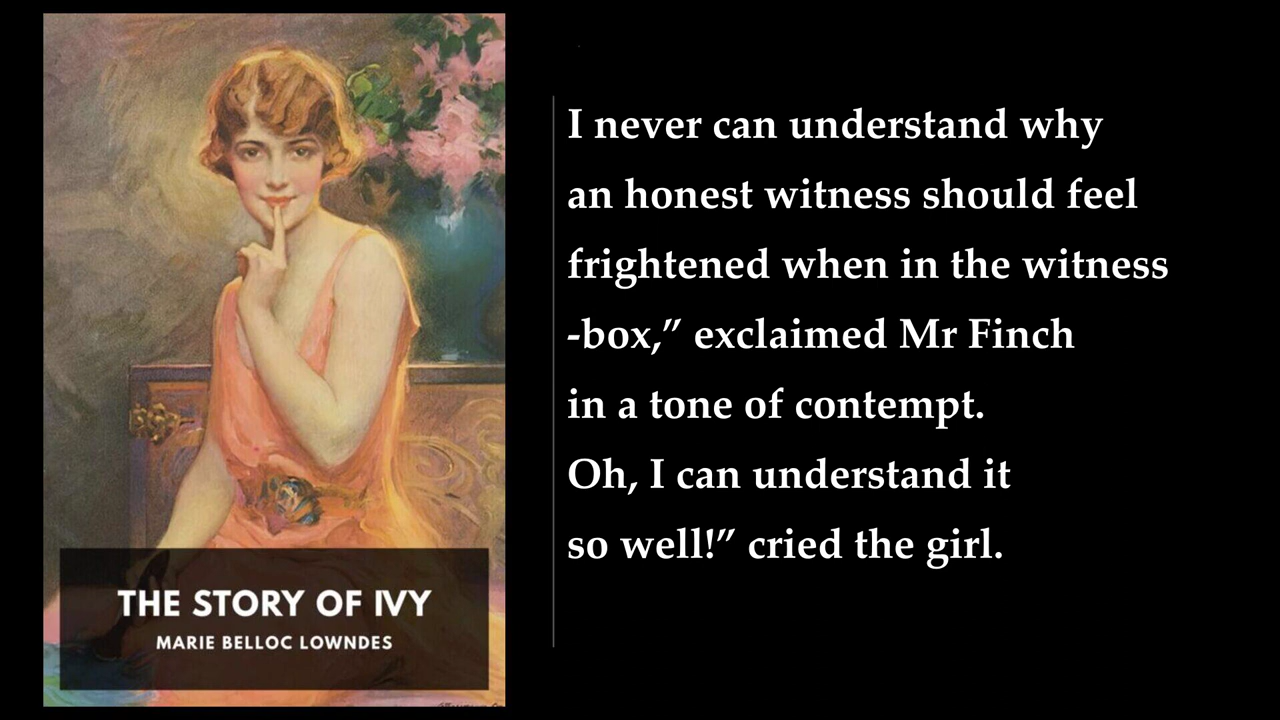 THE STORY OF IVY
MARIE BELLOC LOWNDES
I never can understand why
an honest witness should feel
frightened when in the witness
-box,” exclaimed Mr Finch
in a tone of contempt.
Oh, I can understand it
so well!” cried the girl.